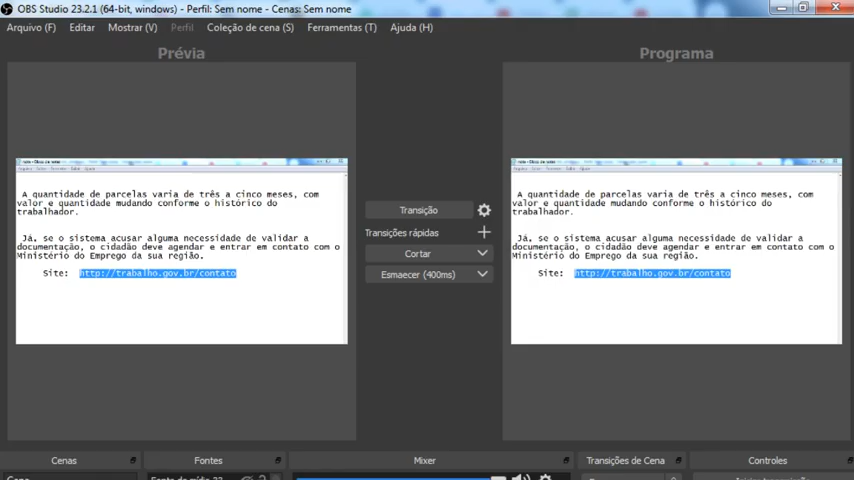 OBS Studio 23.2.1 (64-bit, windows) - Perfil: Sem nome - Cenas: Sem nome
Arquivo (F) Editar Mostrar (V) Perfil Coleção de cena (S) Ferramentas (T) Ajuda (H)
Prévia
A quantidade de parcelas varia de três a cinco meses, com
valor e quantidade mudando conforme o histórico do
trabalhador.
Já, se o sistema acusar alguma necessidade de validar a
documentação, o cidadão deve agendar e entrar em contato com o
Ministério do Emprego da sua região.
Site: http://trabalho.gov.br/contato
Transição
Transições rápidas
Cortar
Esmaecer (400ms)
Programa
A quantidade de parcelas varia de três a cinco meses, com
valor e quantidade mudando conforme o histórico do
trabalhador.
Já, se o sistema acusar alguma necessidade de validar a
documentação, o cidadão deve agendar e entrar em contato com o
Ministério do Emprego da sua região.
Site: http://trabalho.gov.br/contato
Cenas Fontes Mixer Transições de Cena Controles